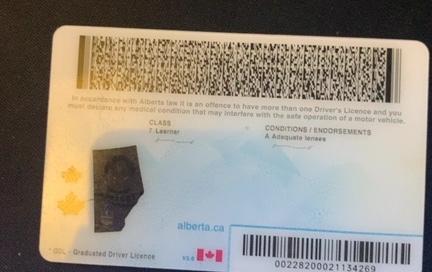 In accordance with Alberta law it is an offence to have more than one Driver's Licence and you
must declare any medical condition that may interfere with the safe operation of a motor vehicle.
CLASS
7 Learner
CONDITIONS / ENDORSEMENTS
A Adequate lenses
alberta.ca
* GDL - Graduated Driver Licence
00228200021134269